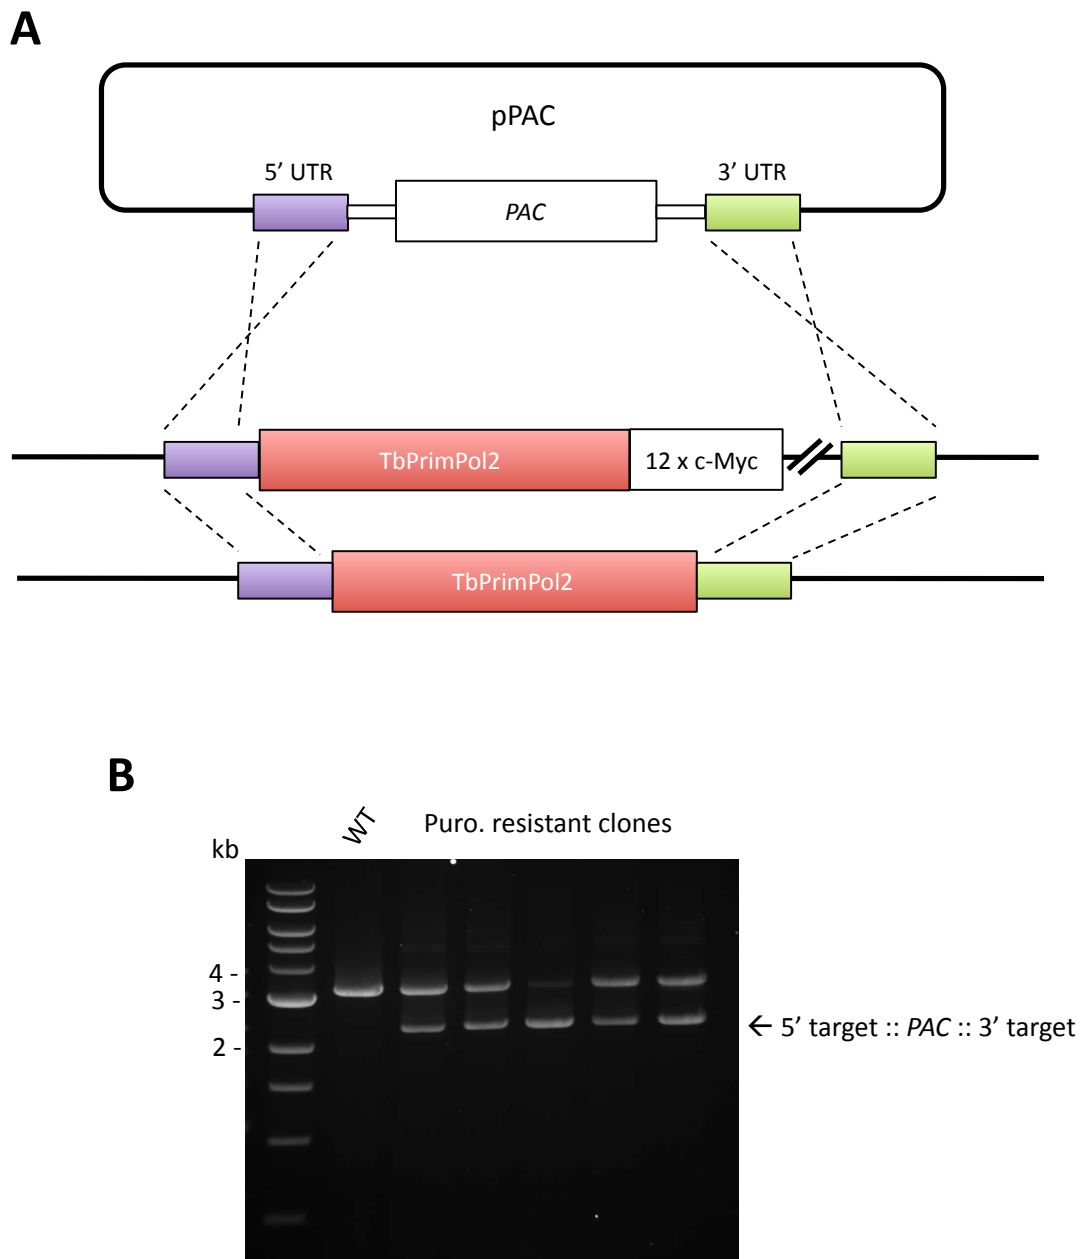 A
pPAC
5’ UTR
3’ UTR
PAC
TbPrimPol2
12 x c-Myc
TbPrimPol2
B
WT
Puro. resistant clones
kb
4 -
3 -
2 -
← 5’ target :: PAC :: 3’ target